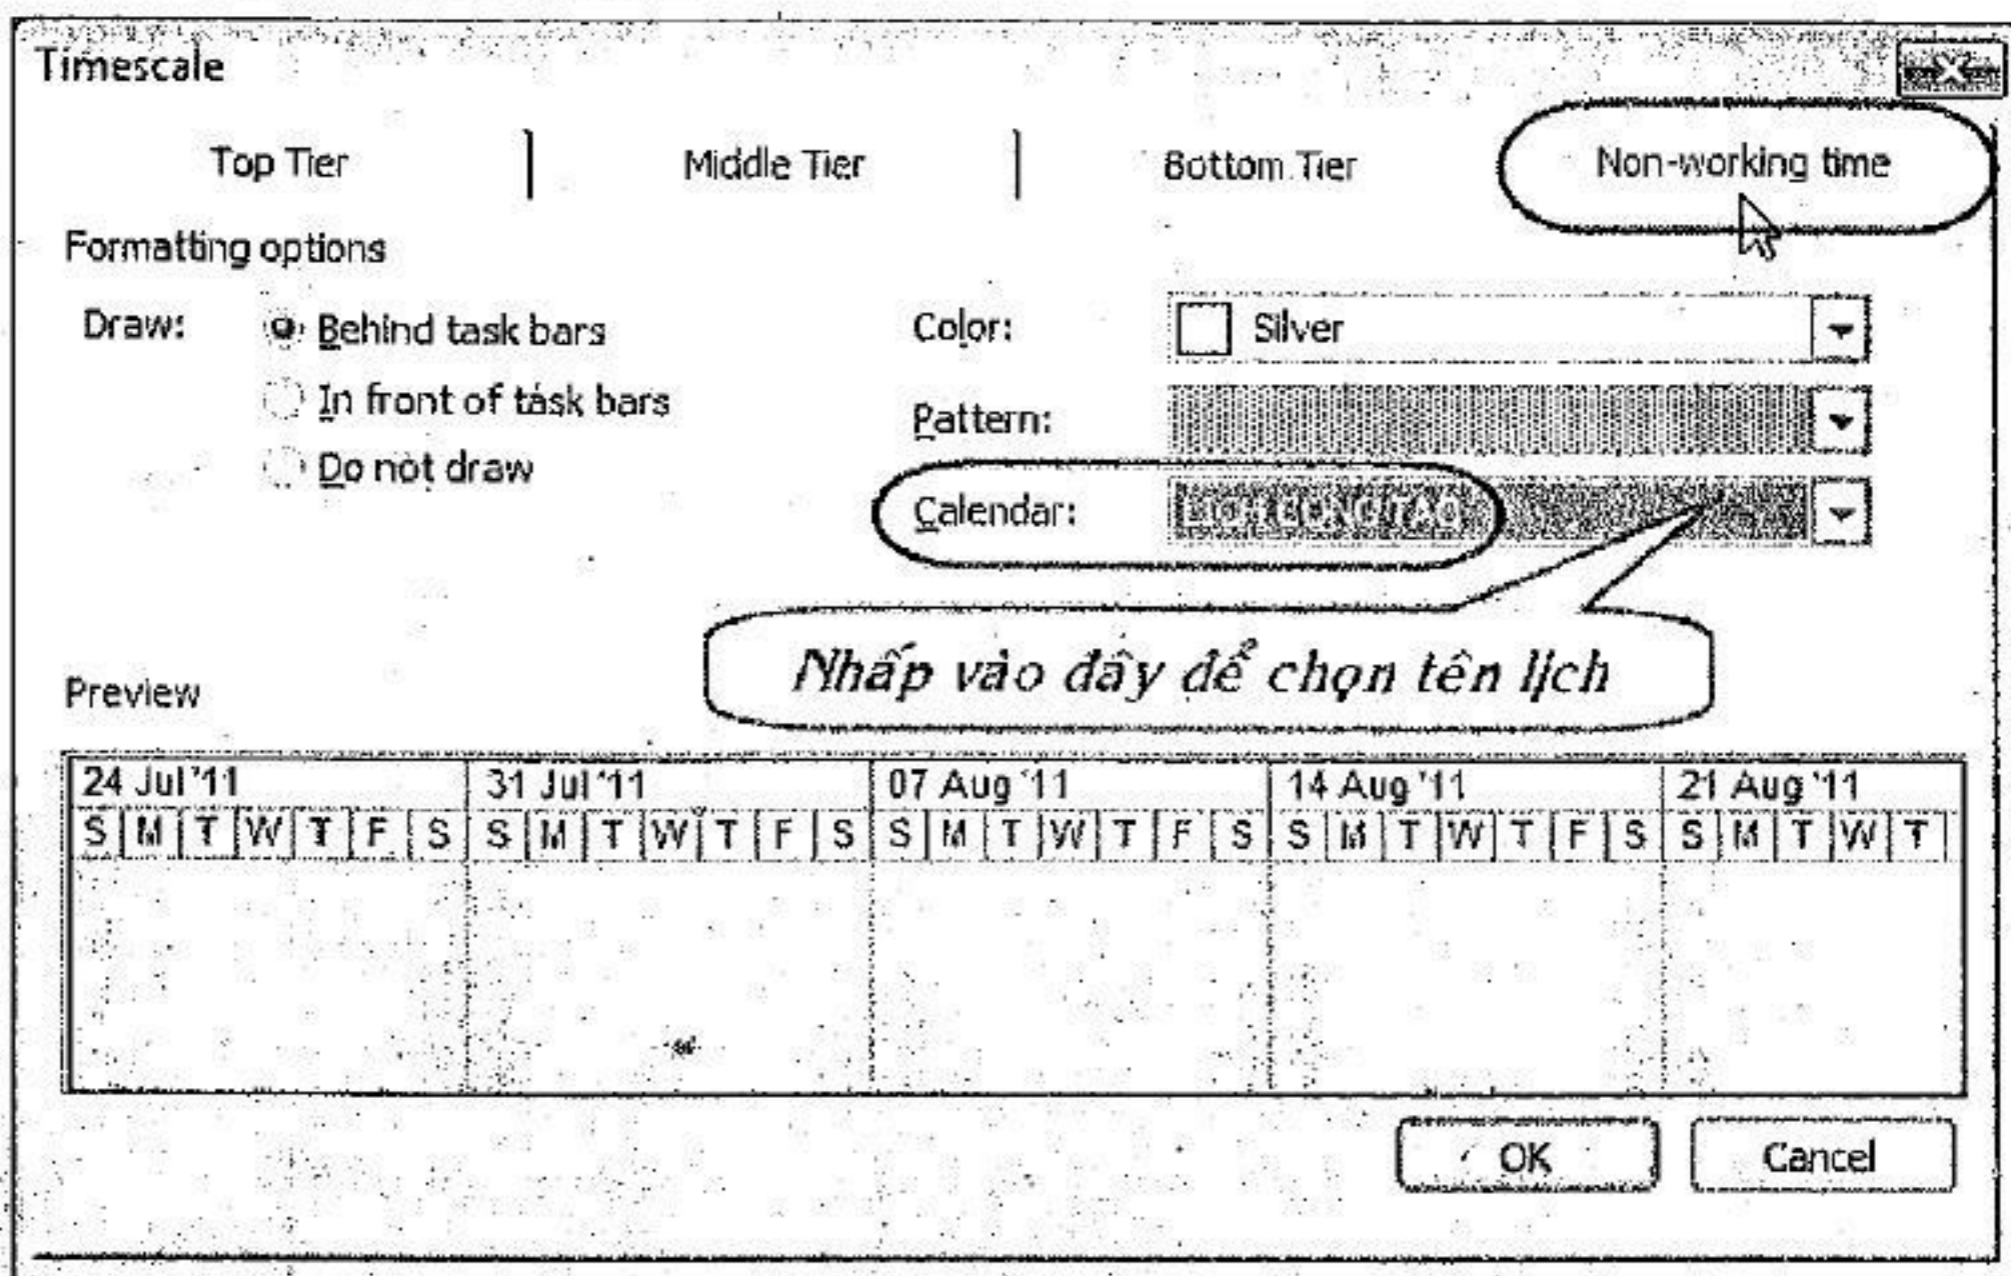 Timescale
Top Tier Middle Tier Bottom Tier Non-working time
Formatting options
Draw: Behind task bars Color: Silver
In front of task bars Pattern:
Do not draw Calendar:
Nhấp vào đây để chọn tên lịch
Preview
24 Jul '11 31 Jul '11 07 Aug '11 14 Aug '11 21 Aug '11
S M T W T F S S M T W T F S S M T W T F S S M T W T F S S M T W T
OK Cancel